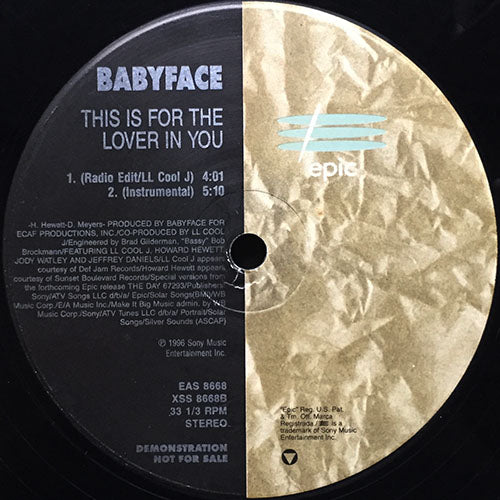 BABYFACE
THIS IS FOR THE
LOVER IN YOU
1. (Radio Edit/LL Cool J) 4:01
2. (Instrumental) 5:10
-H. Hewett-D. Meyers- PRODUCED BY BABYFACE FOR
ECAF PRODUCTIONS, INC./CO-PRODUCED BY LL COOL
J/Engineered by Brad Gilderman, "Bassy" Bob
Brockmann/FEATURING LL COOL J, HOWARD HEWETT,
JODY WATLEY AND JEFFREY DANIELS/LL Cool J appears
courtesy of Def Jam Records/Howard Hewett appears
courtesy of Sunset Boulevard Records/Special versions from
the forthcoming Epic release THE DAY 67293/Publishers:
Sony/ATV Songs LLC d/b/a/ Epic/Solar Songs(BMI)/WB
Music Corp./E/A Music Inc./Make It Big Music admin. by WB
Music Corp./Sony/ATV Tunes LLC d/b/a/ Portrait/Solar
Songs/Silver Sounds (ASCAP)
℗ 1996 Sony Music
Entertainment Inc.
EAS 8668
XSS 8668B
33 1/3 RPM
STEREO
DEMONSTRATION
NOT FOR SALE
epic
"Epic" Reg. U.S. Pat.
& Tm. Off. Marca
Registrada / is a
trademark of Sony Music
Entertainment Inc.